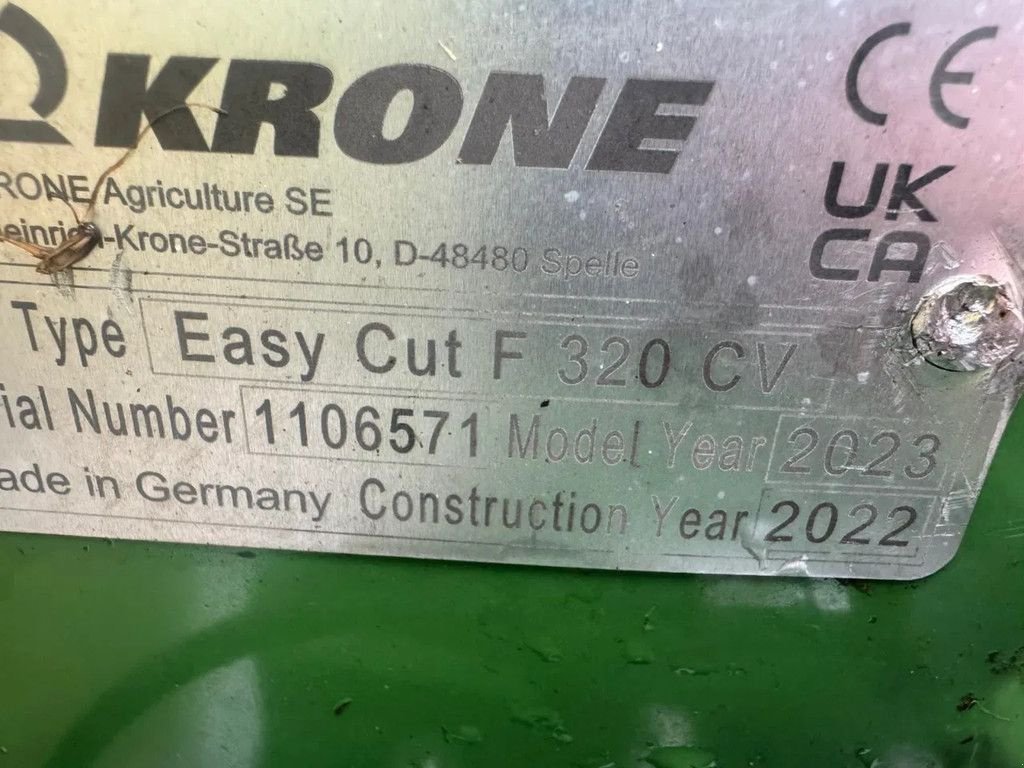 KRONE
CE
RONE Agriculture SE
UK
einrich-Krone-Straße 10, D-48480 Spelle
CA
Type Easy Cut F 320 CV
ial Number 1106571 Model Year 2023
ade in Germany Construction Year 2022